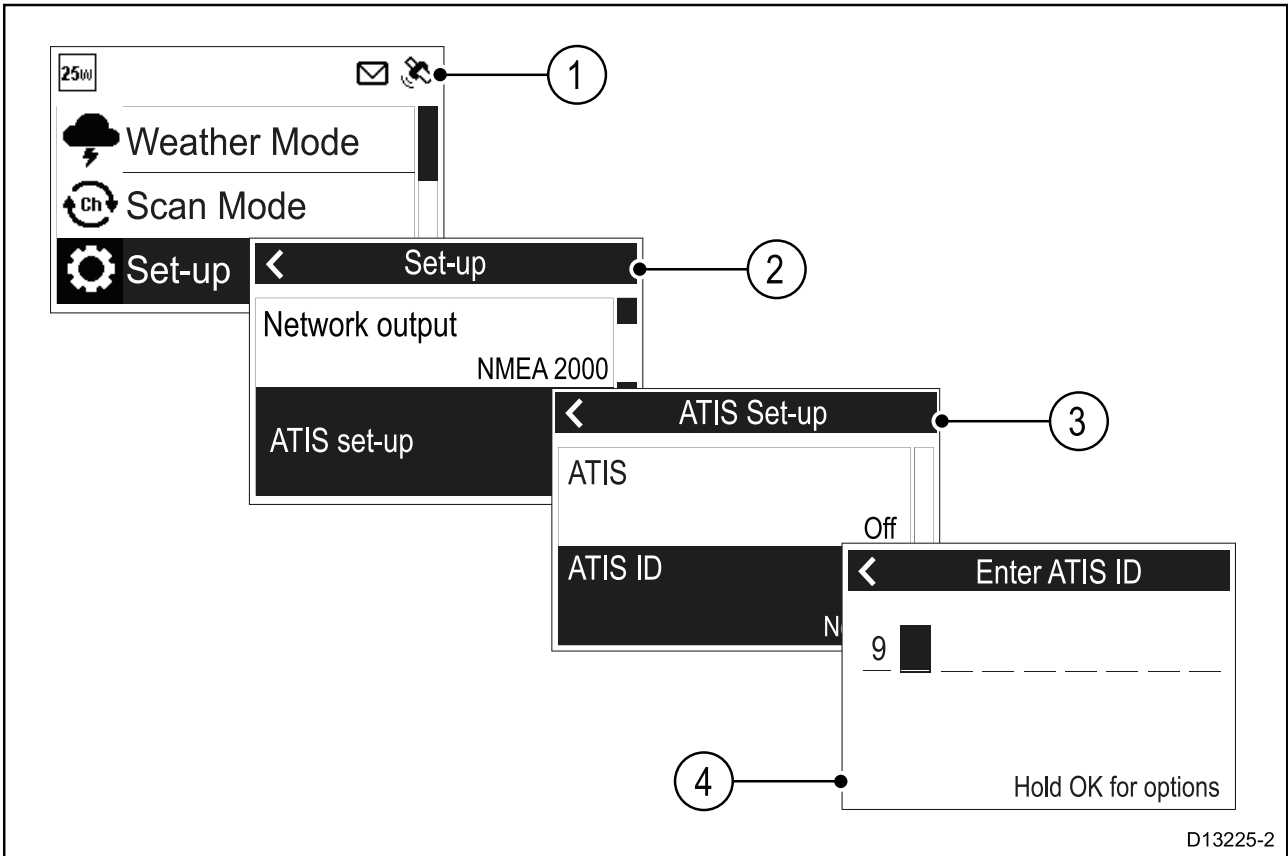 25W
1
Weather Mode
Ch
Scan Mode
Set-up
Set-up
2
Network output
NMEA 2000
ATIS set-up
ATIS Set-up
3
ATIS
Off
ATIS ID
Enter ATIS ID
9
4
Hold OK for options
D13225-2